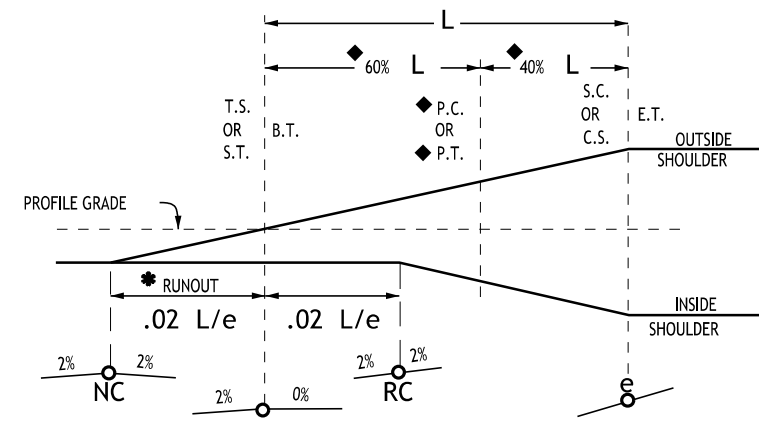 L
◆ 60% L ◆ 40% L
T.S.
OR
S.T.
B.T.
◆ P.C.
OR
◆ P.T.
S.C.
OR
C.S.
E.T.
OUTSIDE
SHOULDER
PROFILE GRADE
✱ RUNOUT
.02 L/e .02 L/e
INSIDE
SHOULDER
2% 2%
NC
2% 0%
2% 2%
RC
e